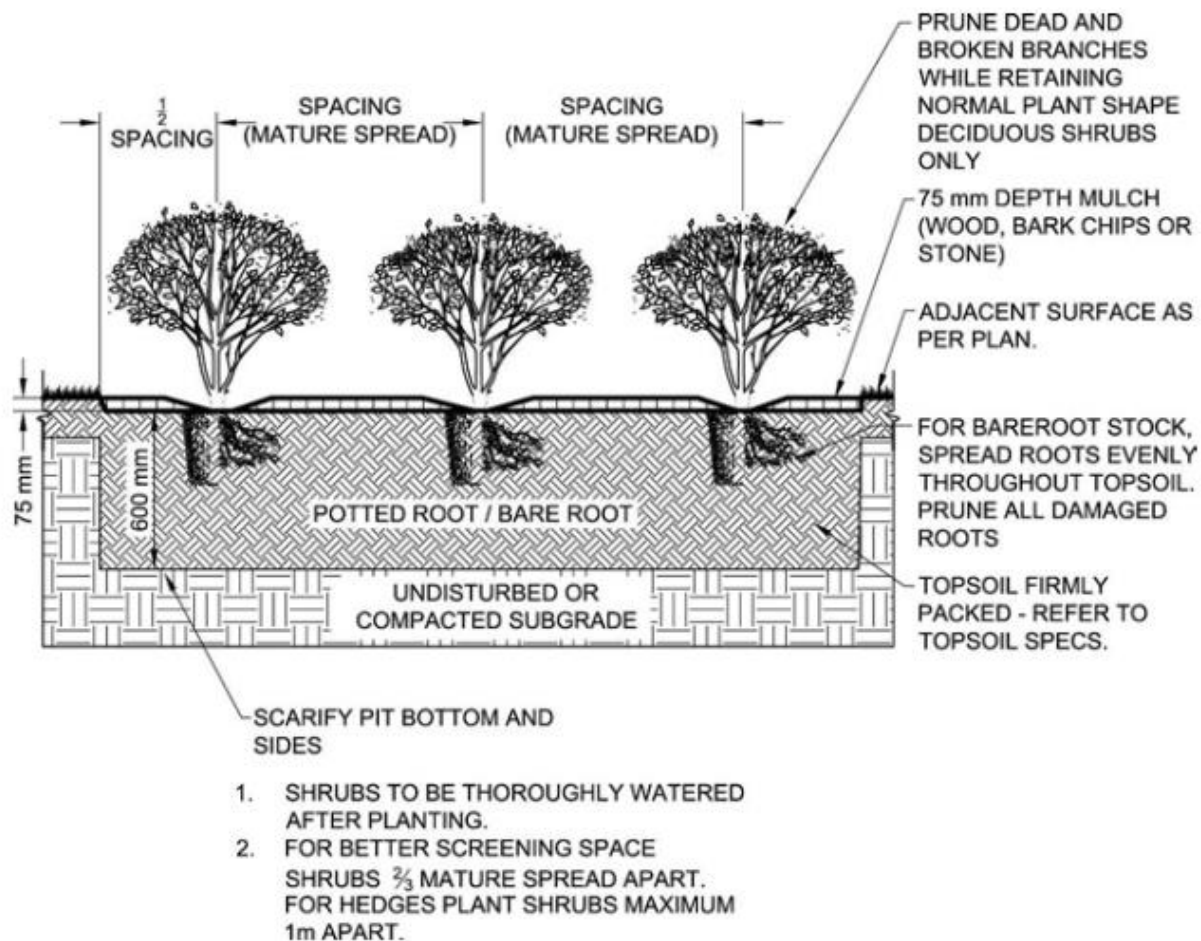 1/2
SPACING
SPACING
(MATURE SPREAD)
SPACING
(MATURE SPREAD)
PRUNE DEAD AND
BROKEN BRANCHES
WHILE RETAINING
NORMAL PLANT SHAPE
DECIDUOUS SHRUBS
ONLY
75 mm DEPTH MULCH
(WOOD, BARK CHIPS OR
STONE)
ADJACENT SURFACE AS
PER PLAN.
75 mm
600 mm
FOR BAREROOT STOCK,
SPREAD ROOTS EVENLY
THROUGHOUT TOPSOIL.
PRUNE ALL DAMAGED
ROOTS
POTTED ROOT / BARE ROOT
TOPSOIL FIRMLY
PACKED - REFER TO
TOPSOIL SPECS.
UNDISTURBED OR
COMPACTED SUBGRADE
SCARIFY PIT BOTTOM AND
SIDES
1. SHRUBS TO BE THOROUGHLY WATERED
AFTER PLANTING.
2. FOR BETTER SCREENING SPACE
SHRUBS ⅔ MATURE SPREAD APART.
FOR HEDGES PLANT SHRUBS MAXIMUM
1m APART.